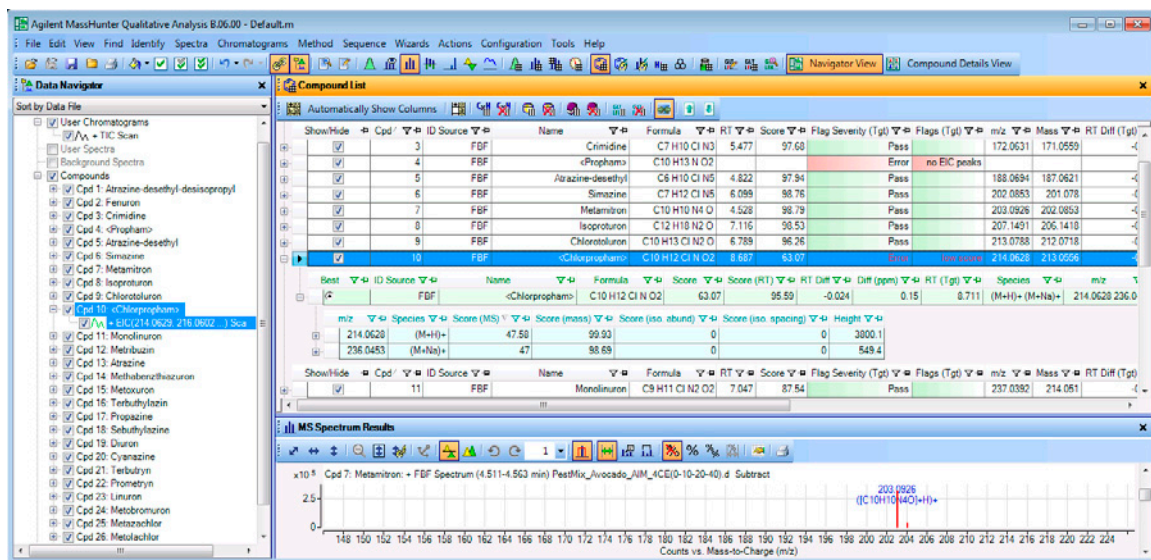 Agilent MassHunter Qualitative Analysis B.06.00 - Default.m
File Edit View Find Identify Spectra Chromatograms Method Sequence Wizards Actions Configuration Tools Help
Navigator View Compound Details View
Data Navigator
Sort by Data File
User Chromatograms
+ TIC Scan
User Spectra
Background Spectra
Compounds
Cpd 1: Atrazine-desethyl-desisopropyl
Cpd 2: Fenuron
Cpd 3: Crimidine
Cpd 4: <Propham>
Cpd 5: Atrazine-desethyl
Cpd 6: Simazine
Cpd 7: Metamitron
Cpd 8: Isoproturon
Cpd 9: Chlorotoluron
Cpd 10: <Chlorpropham>
+ EIC(214.0629, 216.0602 ...) Sca
Cpd 11: Monolinuron
Cpd 12: Metribuzin
Cpd 13: Atrazine
Cpd 14: Methabenzthiazuron
Cpd 15: Metoxuron
Cpd 16: Terbuthylazin
Cpd 17: Propazine
Cpd 18: Sebuthylazine
Cpd 19: Diuron
Cpd 20: Cyanazine
Cpd 21: Terbutryn
Cpd 22: Prometryn
Cpd 23: Linuron
Cpd 24: Metobromuron
Cpd 25: Metazachlor
Cpd 26: Metolachlor
Compound List
Automatically Show Columns
Show/Hide Cpd ID Source Name Formula RT Score Flag Severity (Tgt) Flags (Tgt) m/z Mass RT Diff (Tgt)
3 FBF Crimidine C7 H10 Cl N3 5.477 97.68 Pass 172.0631 171.0559
4 FBF <Propham> C10 H13 N O2 Error no EIC peaks
5 FBF Atrazine-desethyl C6 H10 Cl N5 4.822 97.94 Pass 188.0694 187.0621
6 FBF Simazine C7 H12 Cl N5 6.099 98.76 Pass 202.0853 201.078
7 FBF Metamitron C10 H10 N4 O 4.528 98.79 Pass 203.0926 202.0853
8 FBF Isoproturon C12 H18 N2 O 7.116 98.53 Pass 207.1491 206.1418
9 FBF Chlorotoluron C10 H13 Cl N2 O 6.789 96.26 Pass 213.0788 212.0718
10 FBF <Chlorpropham> C10 H12 Cl N O2 8.687 63.07 Error low score 214.0628 213.0556
Best ID Source Name Formula Score Score (RT) RT Diff Diff (ppm) RT (Tgt) Species m/z
FBF <Chlorpropham> C10 H12 Cl N O2 63.07 95.59 -0.024 0.15 8.711 (M+H)+ (M+Na)+ 214.0628 236.0
m/z Species Score (MS) Score (mass) Score (iso. abund) Score (iso. spacing) Height
214.0628 (M+H)+ 47.58 99.93 0 0 3800.1
236.0453 (M+Na)+ 47 98.69 0 0 549.4
Show/Hide Cpd ID Source Name Formula RT Score Flag Severity (Tgt) Flags (Tgt) m/z Mass RT Diff (Tgt)
11 FBF Monolinuron C9 H11 Cl N2 O2 7.047 87.54 Pass 237.0392 214.051
MS Spectrum Results
1
x10 5 Cpd 7: Metamitron: + FBF Spectrum (4.511-4.563 min) PestMix_Avocado_AIM_4CE(0-10-20-40).d Subtract
203.0926
([C10H10N4O]+H)+
2.5
0
148 150 152 154 156 158 160 162 164 166 168 170 172 174 176 178 180 182 184 186 188 190 192 194 196 198 200 202 204 206 208 210 212 214 216 218 220 222 224
Counts vs. Mass-to-Charge (m/z)